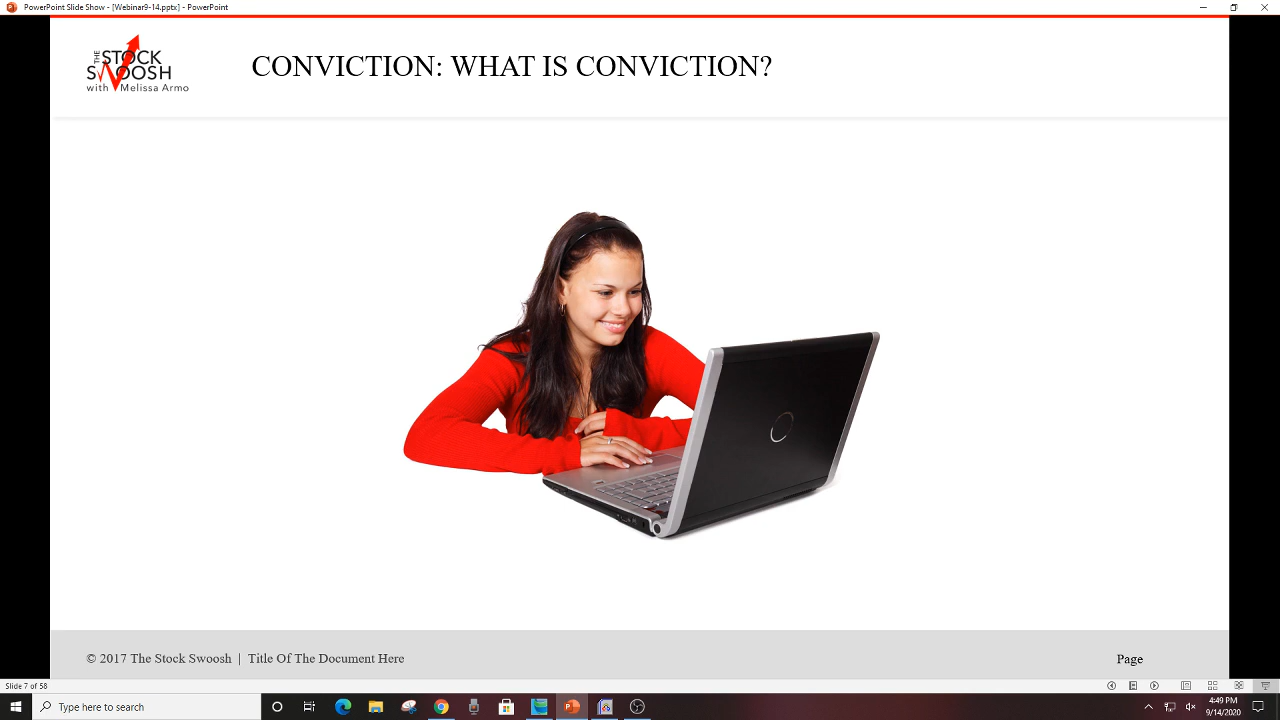 PowerPoint Slide Show - [Webinar9-14.pptx] - PowerPoint
THE STOCK
SWOOSH
with Melissa Armo
CONVICTION: WHAT IS CONVICTION?
© 2017 The Stock Swoosh | Title Of The Document Here
Page
Slide 7 of 58
Type here to search
4:49 PM
9/14/2020